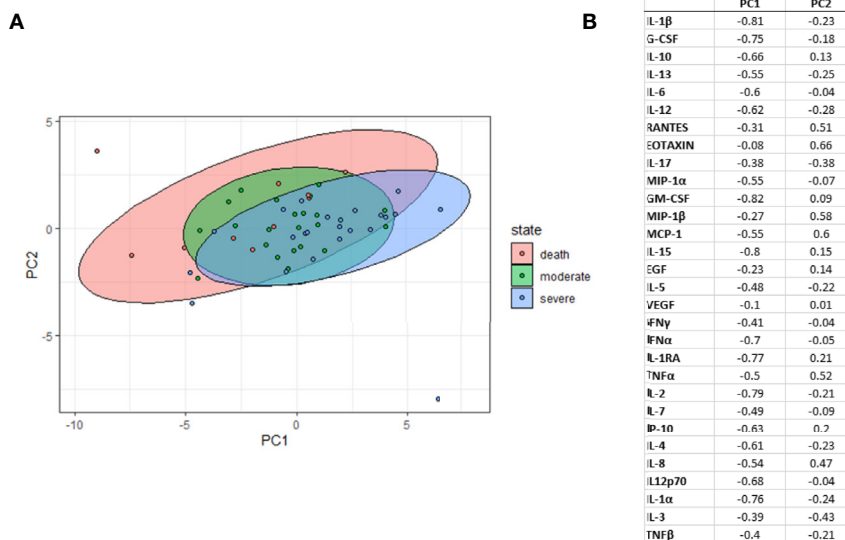 A
5
0
-5
PC2
-10
-5
0
5
PC1
state
death
moderate
severe
B
PC1 PC2
IL-1β -0.81 -0.23
G-CSF -0.75 -0.18
IL-10 -0.66 0.13
IL-13 -0.55 -0.25
IL-6 -0.6 -0.04
IL-12 -0.62 -0.28
RANTES -0.31 0.51
EOTAXIN -0.08 0.66
IL-17 -0.38 -0.38
MIP-1α -0.55 -0.07
GM-CSF -0.82 0.09
MIP-1β -0.27 0.58
MCP-1 -0.55 0.6
IL-15 -0.8 0.15
EGF -0.23 0.14
IL-5 -0.48 -0.22
VEGF -0.1 0.01
IFNγ -0.41 -0.04
IFNα -0.7 -0.05
IL-1RA -0.77 0.21
TNFα -0.5 0.52
IL-2 -0.79 -0.21
IL-7 -0.49 -0.09
IP-10 -0.63 0.2
IL-4 -0.61 -0.23
IL-8 -0.54 0.47
IL12p70 -0.68 -0.04
IL-1α -0.76 -0.24
IL-3 -0.39 -0.43
TNFβ -0.4 -0.21